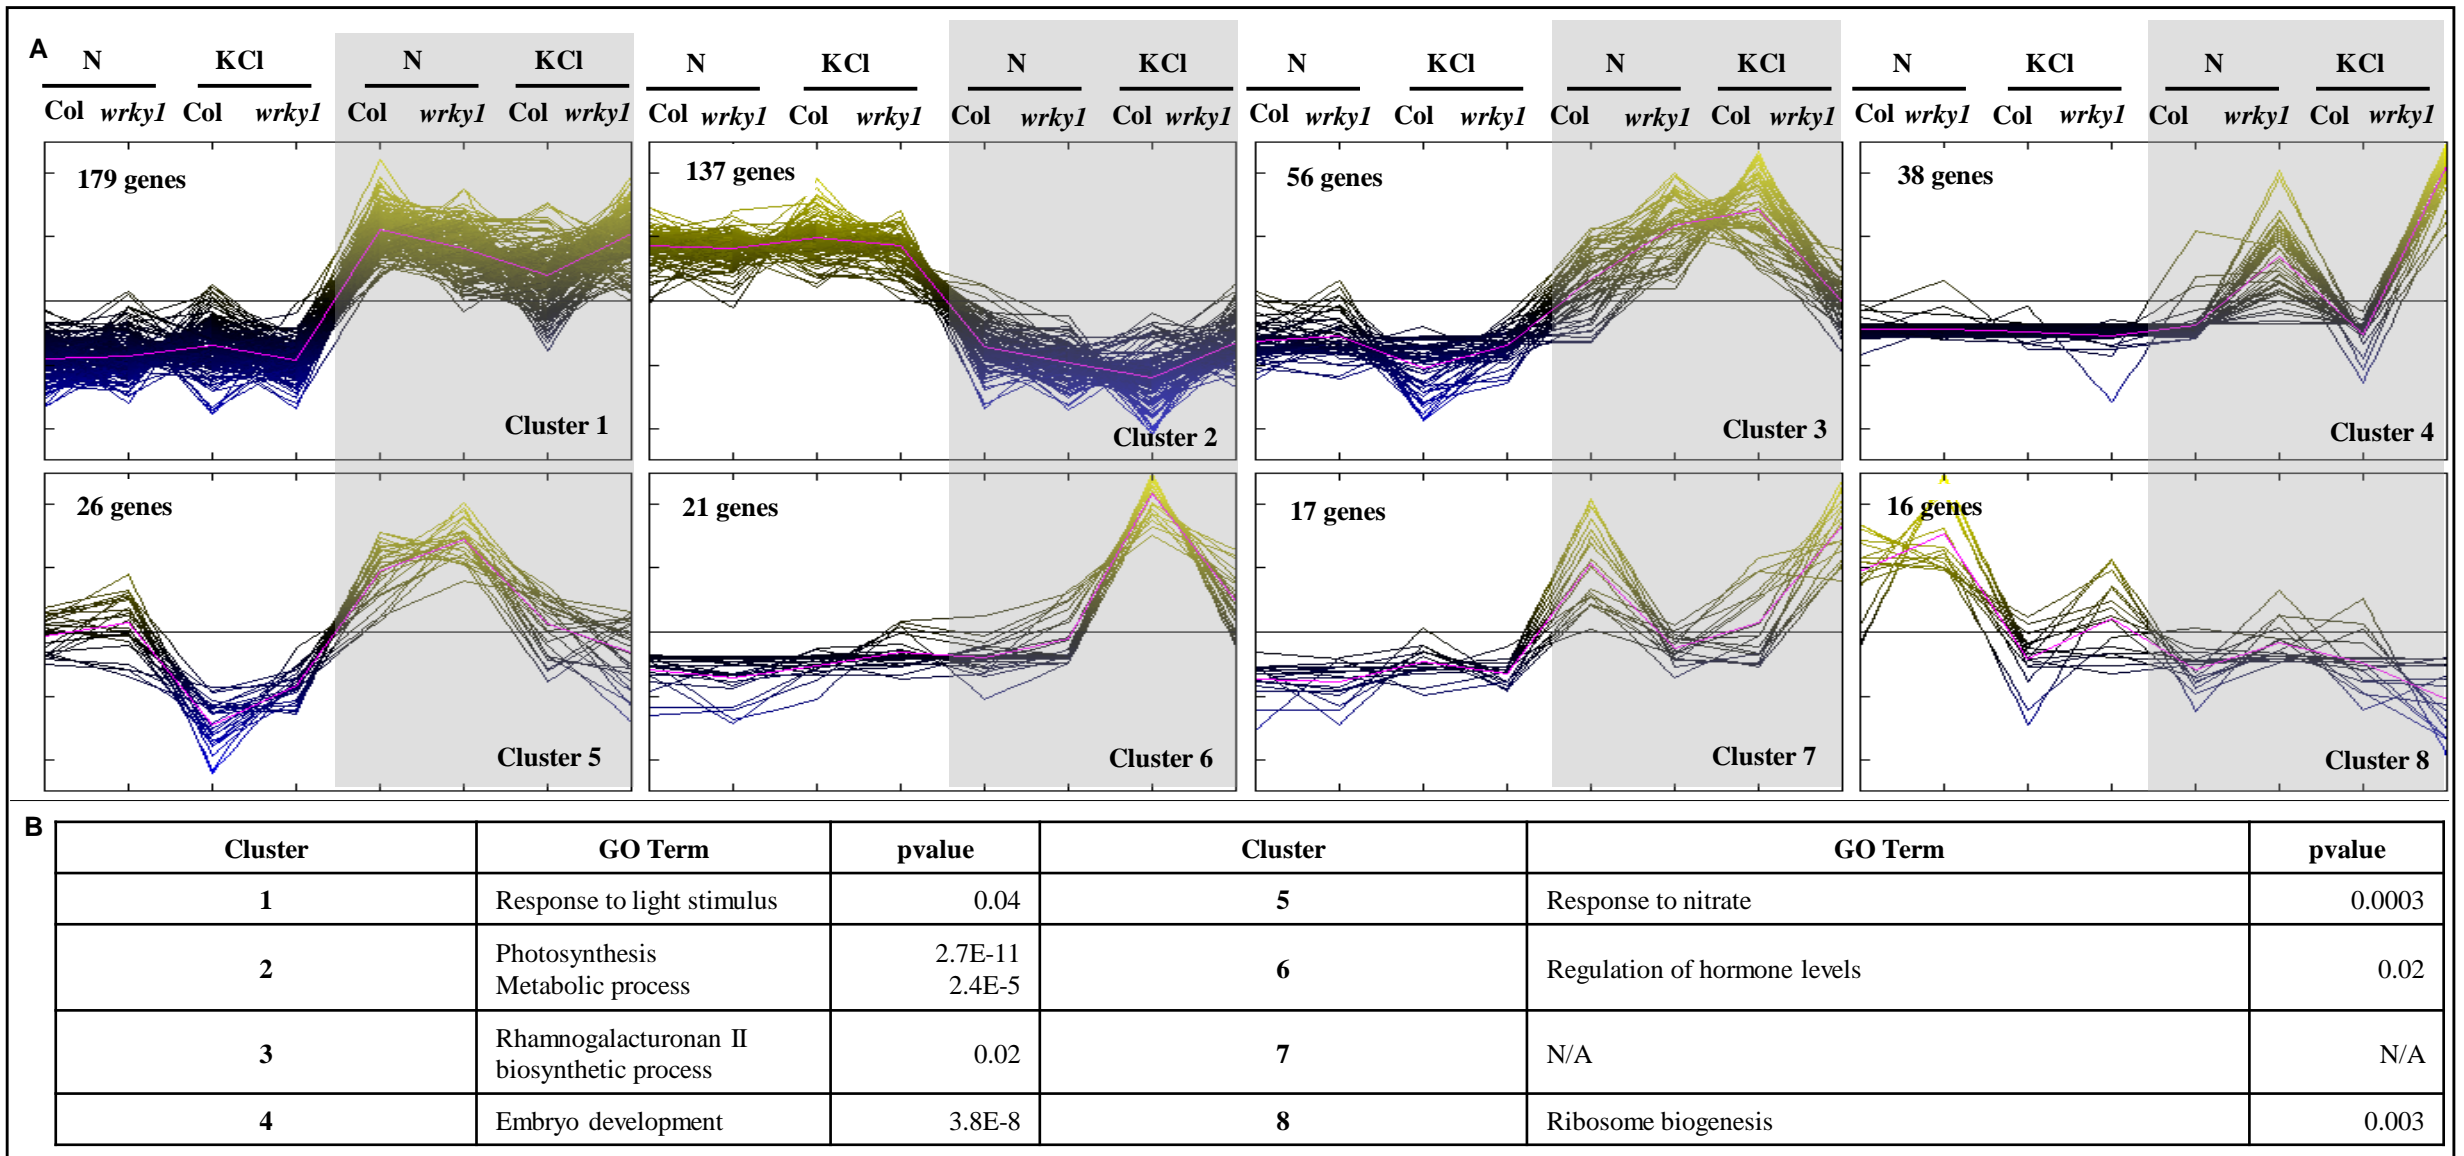 A
N KCl N KCl N KCl N KCl N KCl N KCl N KCl N KCl
Col wrky1 Col wrky1 Col wrky1 Col wrky1 Col wrky1 Col wrky1 Col wrky1 Col wrky1 Col wrky1 Col wrky1 Col wrky1 Col wrky1 Col wrky1 Col wrky1 Col wrky1 Col wrky1
179 genes 137 genes 56 genes 38 genes
Cluster 1 Cluster 2 Cluster 3 Cluster 4
26 genes 21 genes 17 genes 16 genes
Cluster 5 Cluster 6 Cluster 7 Cluster 8
B
Cluster GO Term pvalue Cluster GO Term pvalue
1 Response to light stimulus 0.04 5 Response to nitrate 0.0003
2 Photosynthesis 2.7E-11 6 Regulation of hormone levels 0.02
Metabolic process 2.4E-5
3 Rhamnogalacturonan II 0.02 7 N/A N/A
biosynthetic process
4 Embryo development 3.8E-8 8 Ribosome biogenesis 0.003